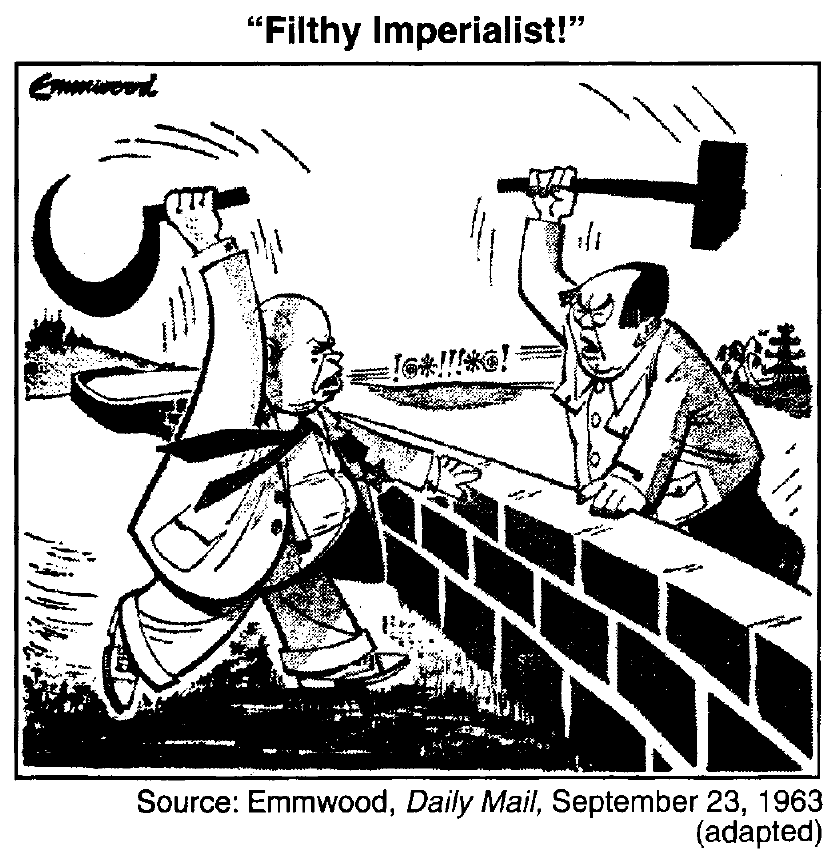 “Filthy Imperialist!”
Emmwood
!@*!!!*@!
Source: Emmwood, Daily Mail, September 23, 1963
(adapted)